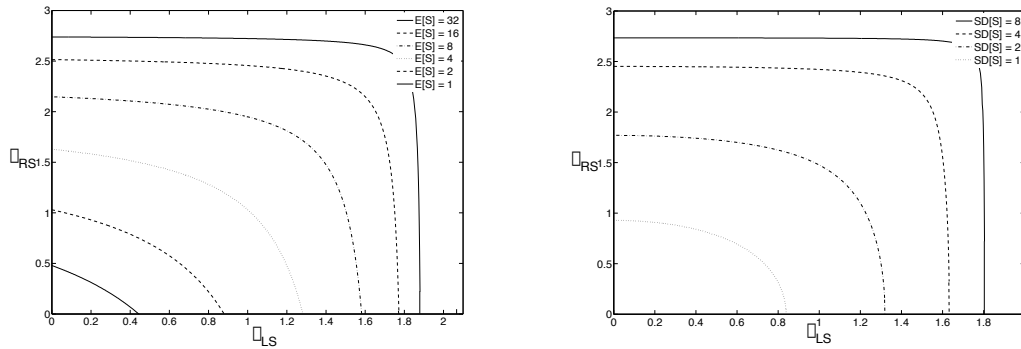 3
2.5
2
1.5
1
0.5
0
0 0.2 0.4 0.6 0.8 1.0 1.2 1.4 1.6 1.8 2
□RS
□LS
E[S] = 32
E[S] = 16
E[S] = 8
E[S] = 4
E[S] = 2
E[S] = 1
3
2.5
2
1.5
1
0.5
0
0 0.2 0.4 0.6 0.8 1 1.2 1.4 1.6 1.8
□RS
□LS
SD[S] = 8
SD[S] = 4
SD[S] = 2
SD[S] = 1